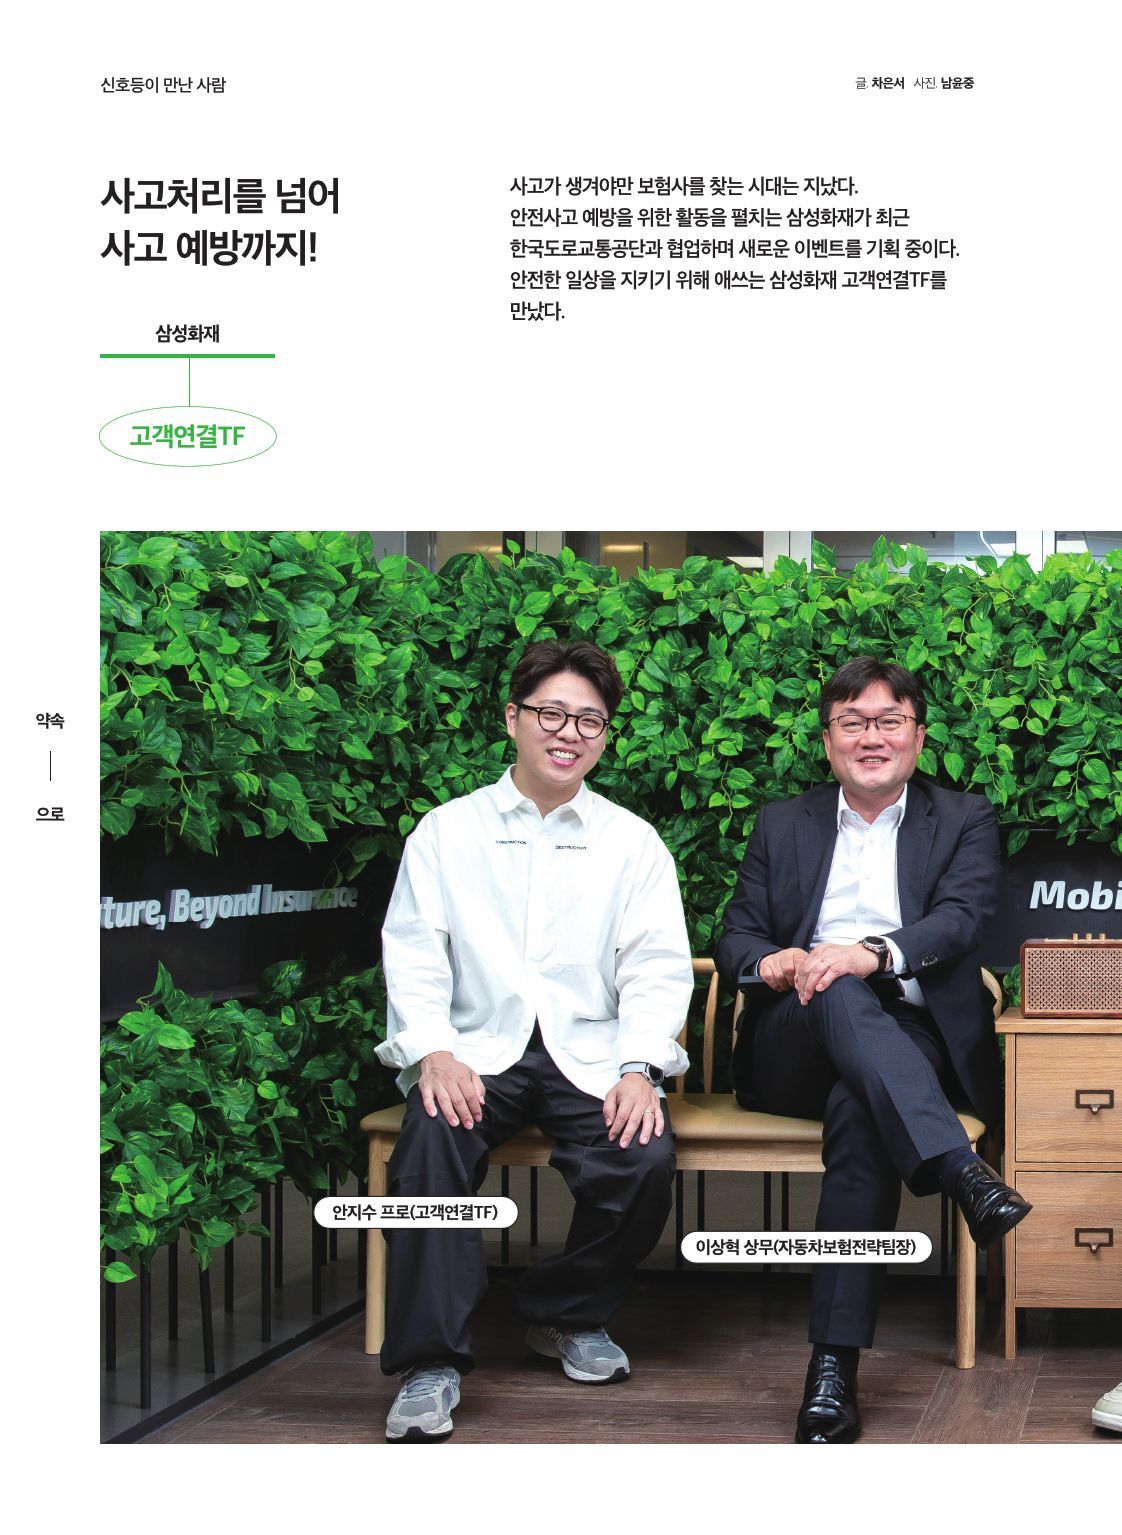 신호등이 만난 사람
글. 차은서 사진. 남윤중
사고처리를 넘어
사고 예방까지!
사고가 생겨야만 보험사를 찾는 시대는 지났다.
안전사고 예방을 위한 활동을 펼치는 삼성화재가 최근
한국도로교통공단과 협업하며 새로운 이벤트를 기획 중이다.
안전한 일상을 지키기 위해 애쓰는 삼성화재 고객연결TF를
만났다.
삼성화재
고객연결TF
약속
으로
CONSTRUCTION DESTRUCTION
ture, Beyond Insurance
Mobi
안지수 프로(고객연결TF)
이상혁 상무(자동차보험전략팀장)